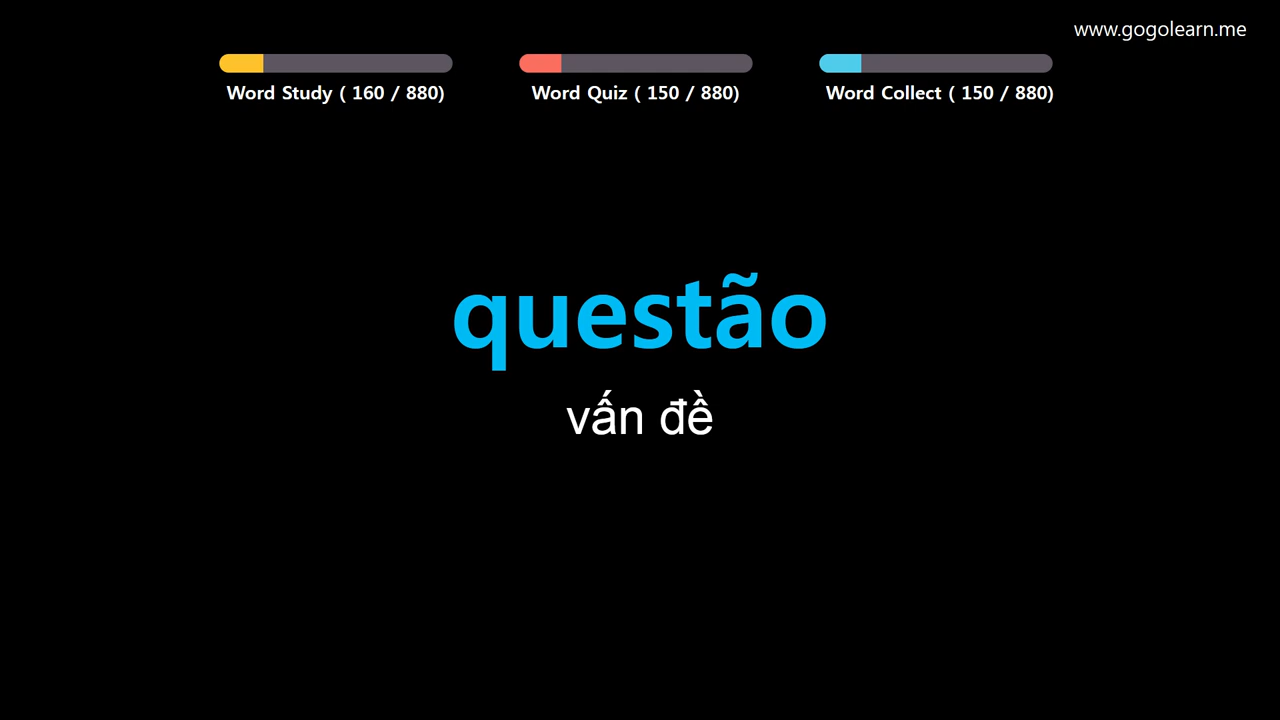 www.gogolearn.me
Word Study ( 160 / 880)
Word Quiz ( 150 / 880)
Word Collect ( 150 / 880)
questão
vấn đề